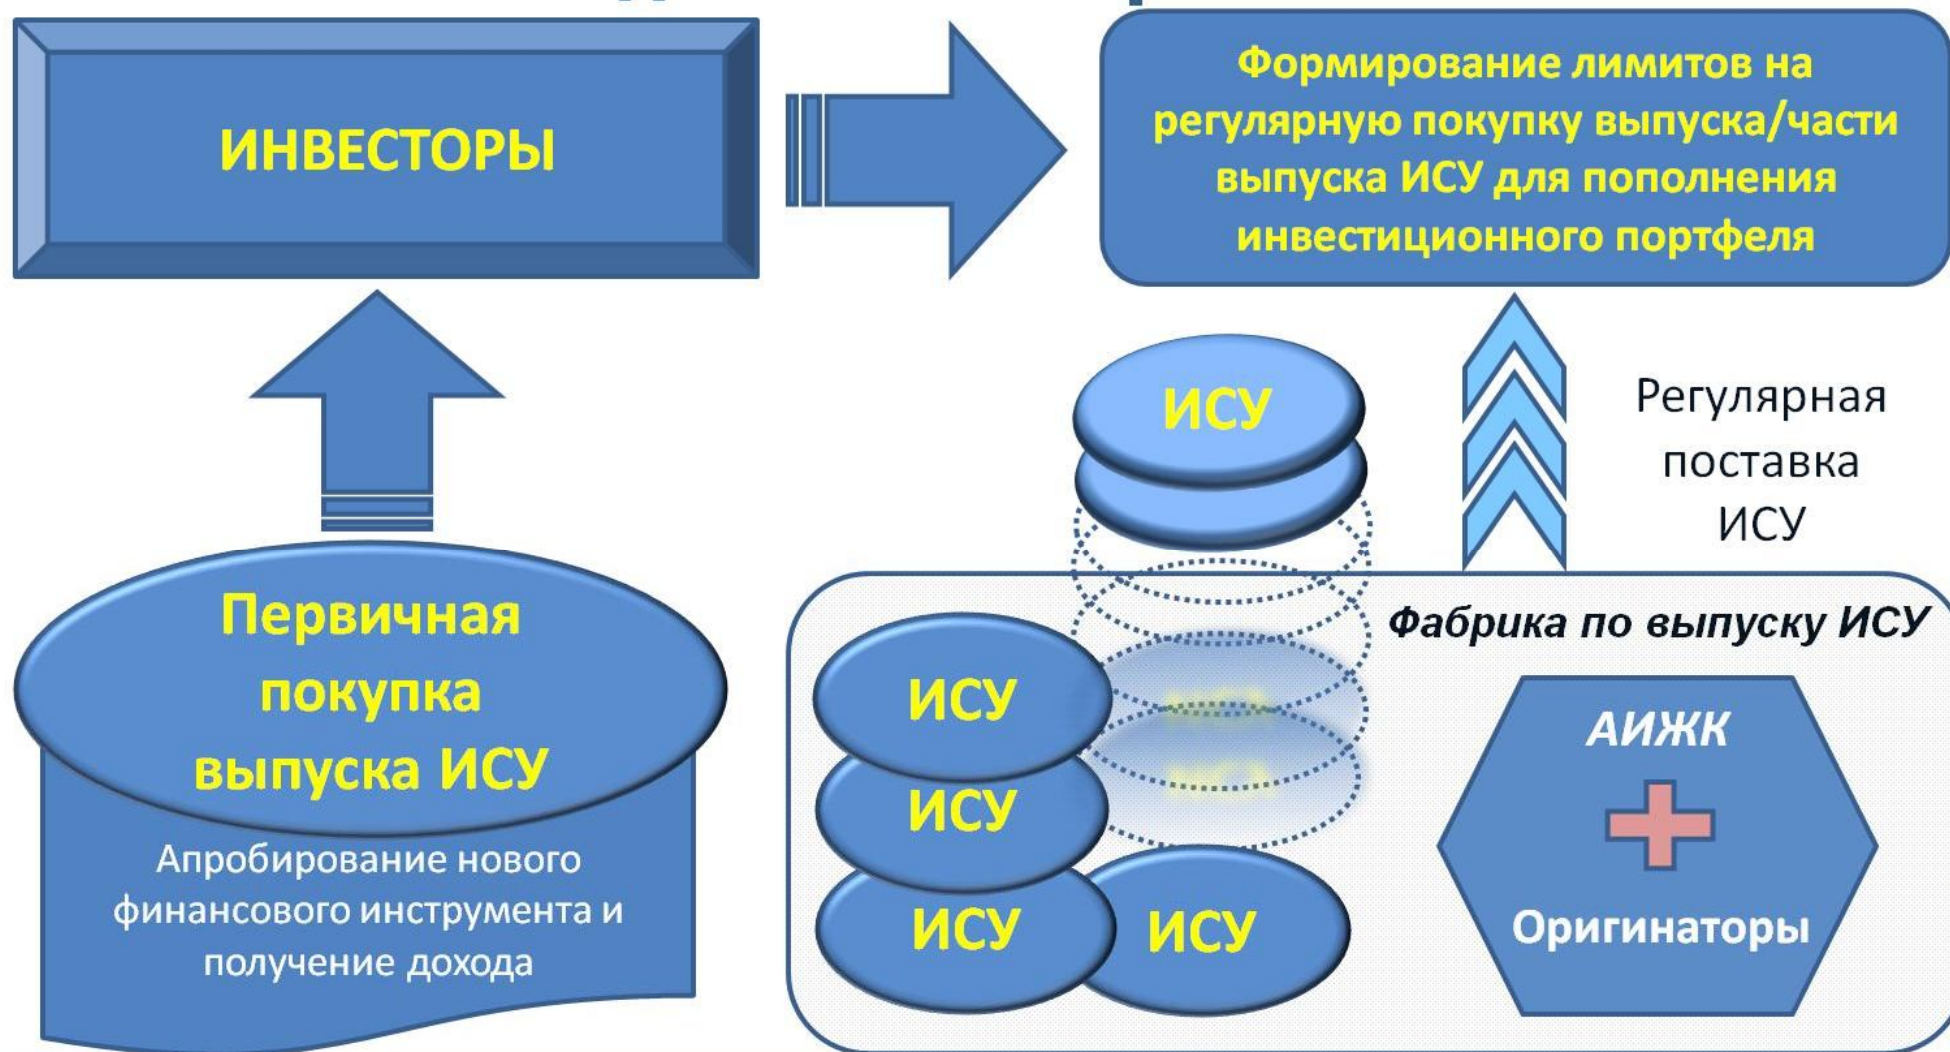 ИНВЕСТОРЫ
Формирование лимитов на
регулярную покупку выпуска/части
выпуска ИСУ для пополнения
инвестиционного портфеля
Первичная
покупка
выпуска ИСУ
Апробирование нового
финансового инструмента и
получение дохода
ИСУ
Регулярная
поставка
ИСУ
Фабрика по выпуску ИСУ
ИСУ
ИСУ
ИСУ
ИСУ
АИЖК
Оригинаторы